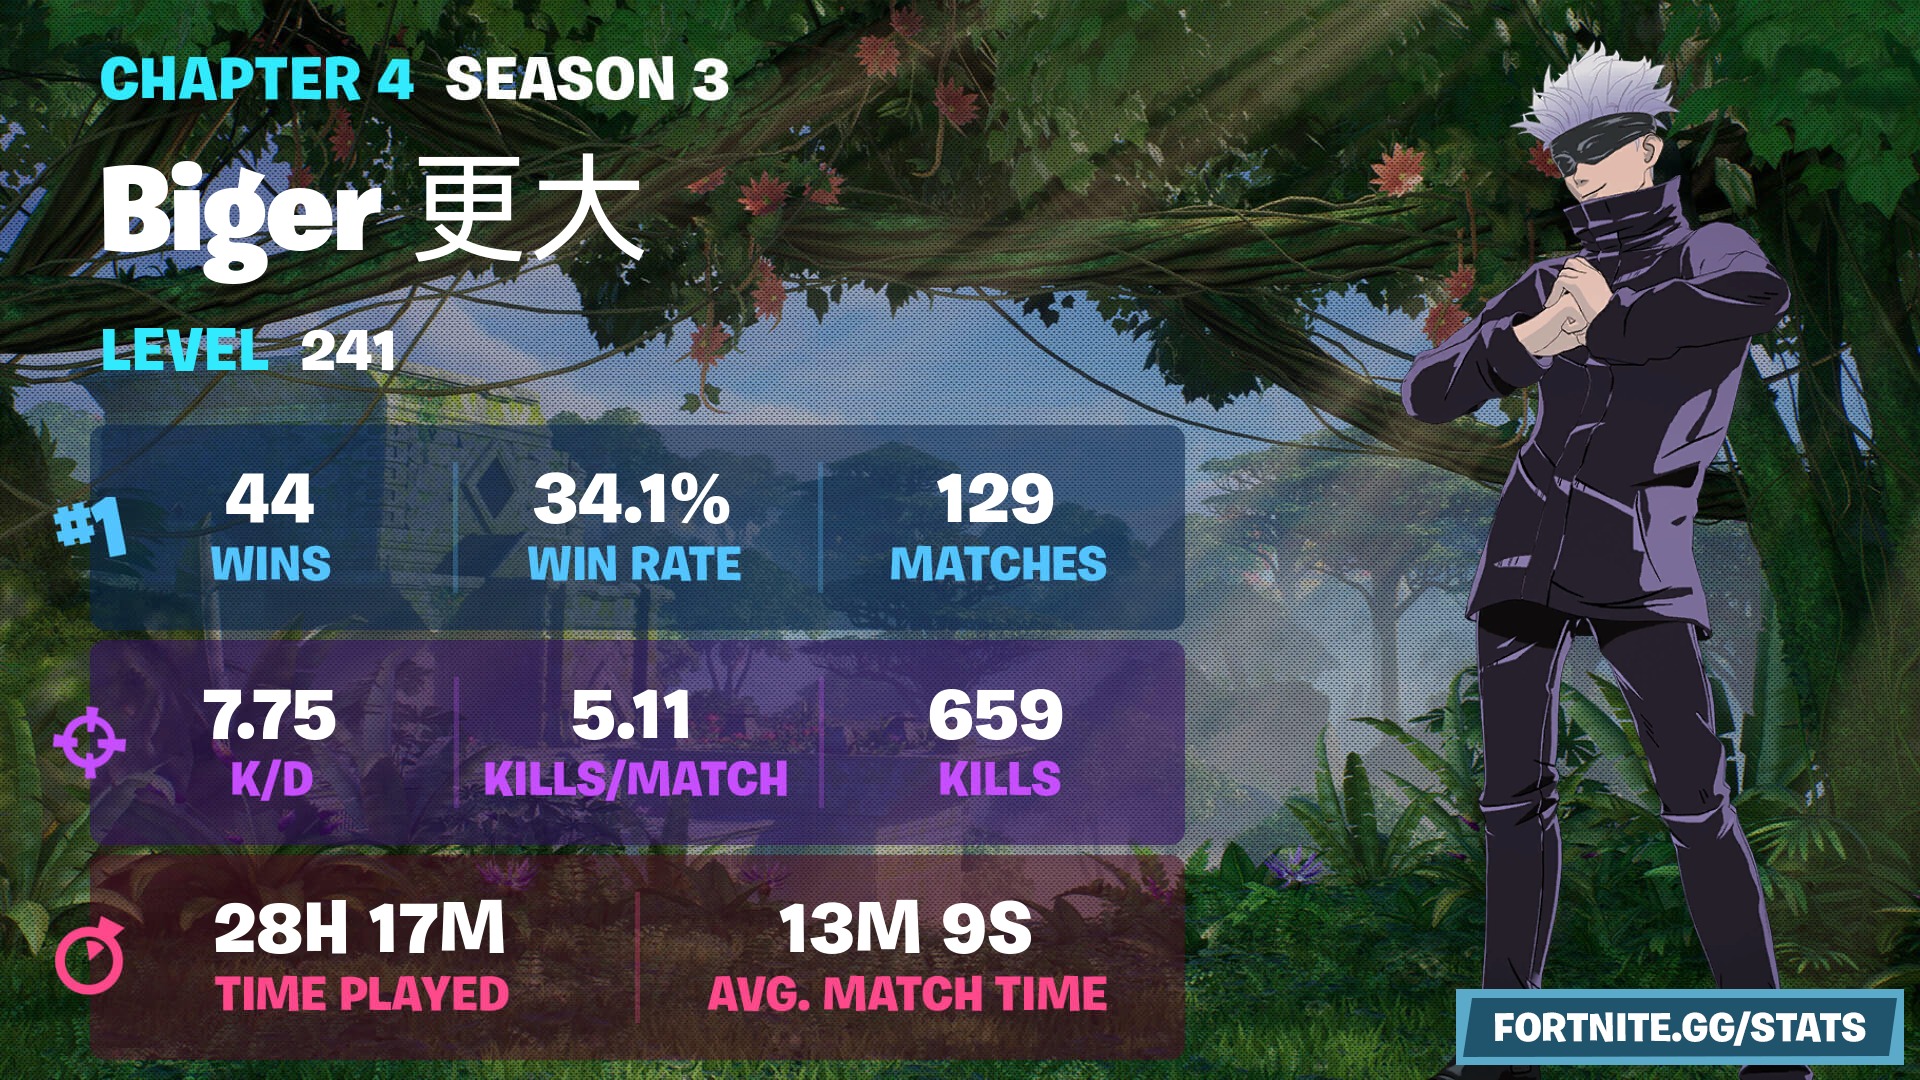 CHAPTER 4 SEASON 3
Biger 更大
LEVEL 241
#1
44
WINS
34.1%
WIN RATE
129
MATCHES
7.75
K/D
5.11
KILLS/MATCH
659
KILLS
28H 17M
TIME PLAYED
13M 9S
AVG. MATCH TIME
FORTNITE.GG/STATS